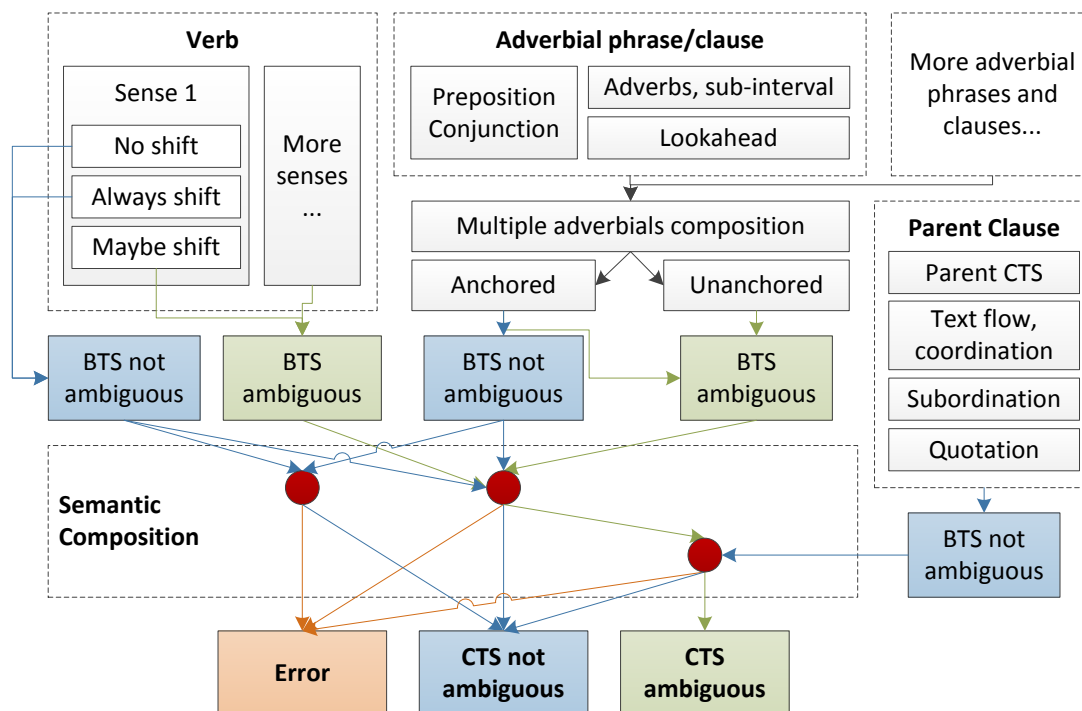 Verb
Sense 1
No shift
Always shift
Maybe shift
More
senses
...
Adverbial phrase/clause
Preposition
Conjunction
Adverbs, sub-interval
Lookahead
More adverbial
phrases and
clauses...
Multiple adverbials composition
Anchored
Unanchored
Parent Clause
Parent CTS
Text flow,
coordination
Subordination
Quotation
BTS not
ambiguous
BTS
ambiguous
BTS not
ambiguous
BTS
ambiguous
Semantic
Composition
BTS not
ambiguous
Error
CTS not
ambiguous
CTS
ambiguous